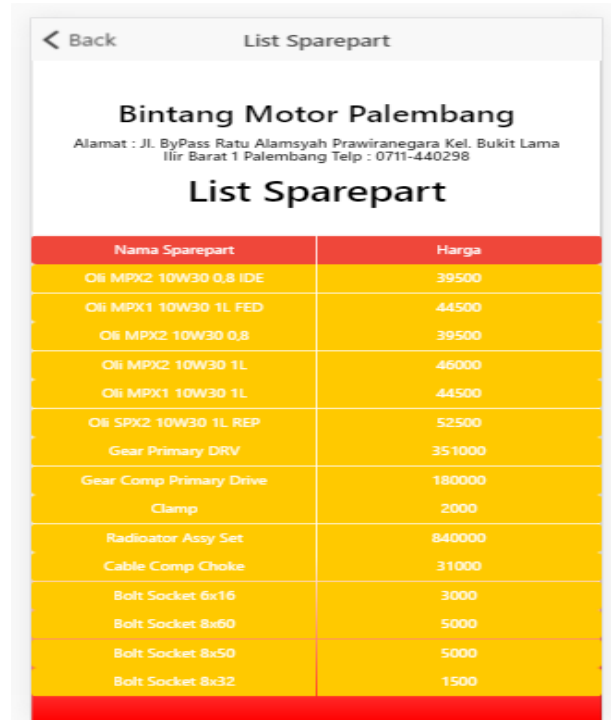 Back List Sparepart
Bintang Motor Palembang
Alamat : Jl. ByPass Ratu Alamsyah Prawiranegara Kel. Bukit Lama
Ilir Barat 1 Palembang Telp : 0711-440298
List Sparepart
Nama Sparepart Harga
Oli MPX2 10W30 0,8 IDE 39500
Oli MPX1 10W30 1L FED 44500
Oli MPX2 10W30 0,8 39500
Oli MPX2 10W30 1L 46000
Oli MPX1 10W30 1L 44500
Oli SPX2 10W30 1L REP 52500
Gear Primary DRV 351000
Gear Comp Primary Drive 180000
Clamp 2000
Radioator Assy Set 840000
Cable Comp Choke 31000
Bolt Socket 6x16 3000
Bolt Socket 8x60 5000
Bolt Socket 8x50 5000
Bolt Socket 8x32 1500